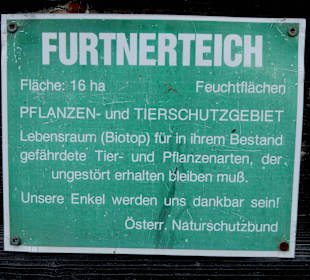 FURTNERTEICH
Fläche: 16 ha Feuchtflächen
PFLANZEN- und TIERSCHUTZGEBIET
Lebensraum (Biotop) für in ihrem Bestand
gefährdete Tier- und Pflanzenarten, der
ungestört erhalten bleiben muß.
Unsere Enkel werden uns dankbar sein!
Österr. Naturschutzbund